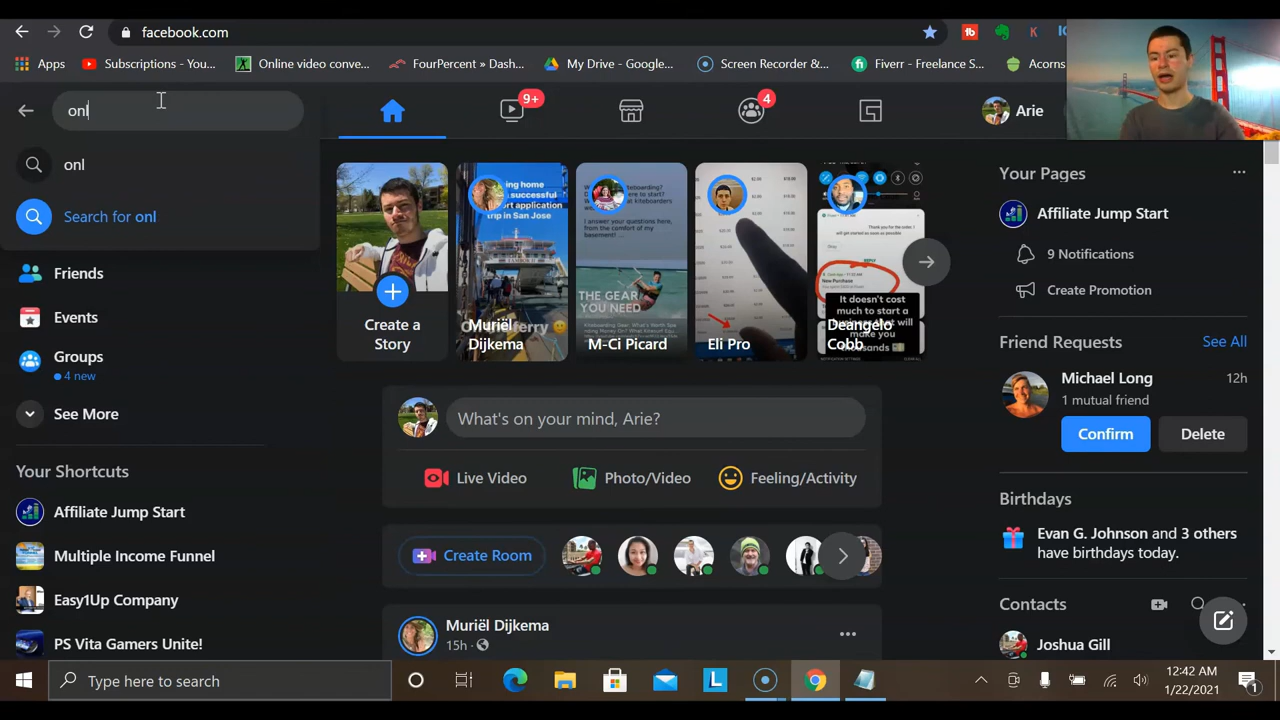 facebook.com
Apps
Subscriptions - You...
Online video conve...
FourPercent » Dash...
My Drive - Google...
Screen Recorder &...
Fiverr - Freelance S...
Acorns
onl
9+
4
Arie
onl
Search for onl
Friends
Events
Groups
4 new
See More
Your Shortcuts
Affiliate Jump Start
Multiple Income Funnel
Easy1Up Company
PS Vita Gamers Unite!
Create a
Story
Muriël
Dijkema
THE GEAR
YOU NEED
M-Ci Picard
Eli Pro
New Purchase
It doesn't cost
much to start a
thousands
Deangelo
Cobb
What's on your mind, Arie?
Live Video
Photo/Video
Feeling/Activity
Create Room
Muriël Dijkema
15h
Your Pages
Affiliate Jump Start
9 Notifications
Create Promotion
Friend Requests
See All
Michael Long
12h
1 mutual friend
Confirm
Delete
Birthdays
Evan G. Johnson and 3 others
have birthdays today.
Contacts
Joshua Gill
Type here to search
L
12:42 AM
1/22/2021
1